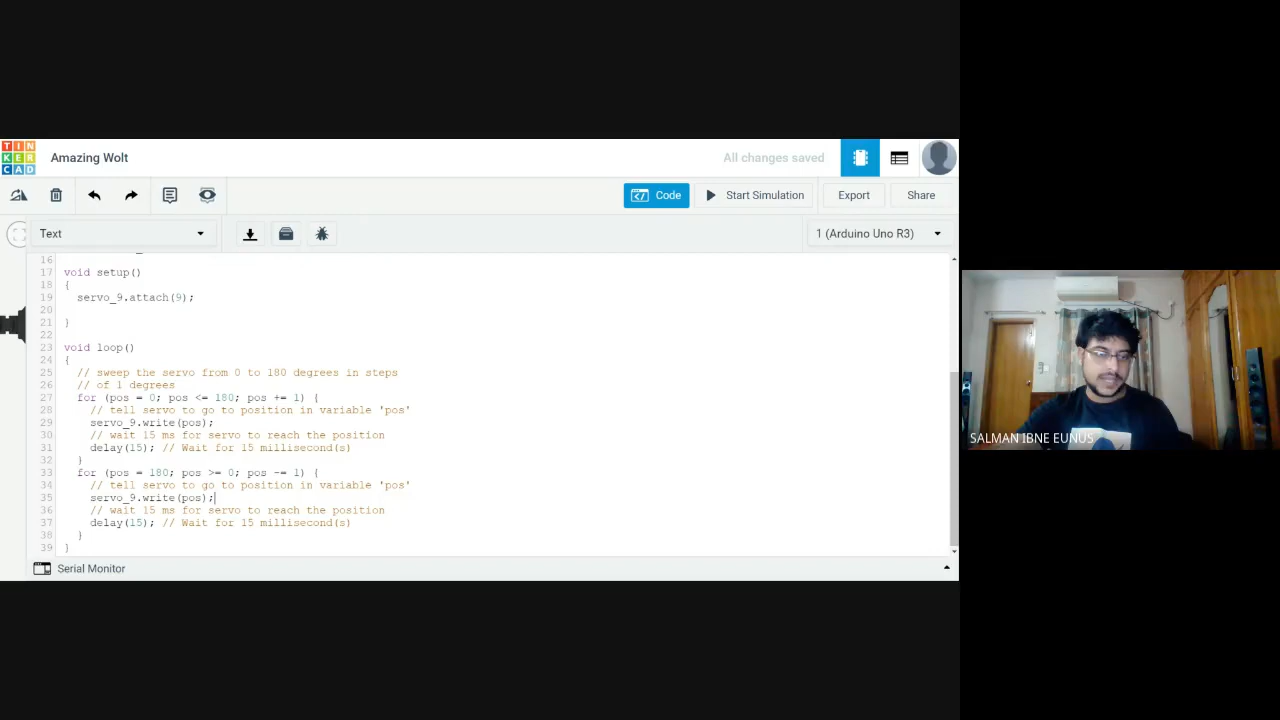 TIN
KER
CAD
Amazing Wolt
All changes saved
Code
Start Simulation
Export
Share
Text
1 (Arduino Uno R3)
16
17 void setup()
18 {
19 servo_9.attach(9);
20
21 }
22
23 void loop()
24 {
25 // sweep the servo from 0 to 180 degrees in steps
26 // of 1 degrees
27 for (pos = 0; pos <= 180; pos += 1) {
28 // tell servo to go to position in variable 'pos'
29 servo_9.write(pos);
30 // wait 15 ms for servo to reach the position
31 delay(15); // Wait for 15 millisecond(s)
32 }
33 for (pos = 180; pos >= 0; pos -= 1) {
34 // tell servo to go to position in variable 'pos'
35 servo_9.write(pos);
36 // wait 15 ms for servo to reach the position
37 delay(15); // Wait for 15 millisecond(s)
38 }
39 }
Serial Monitor
SALMAN IBNE EUNUS